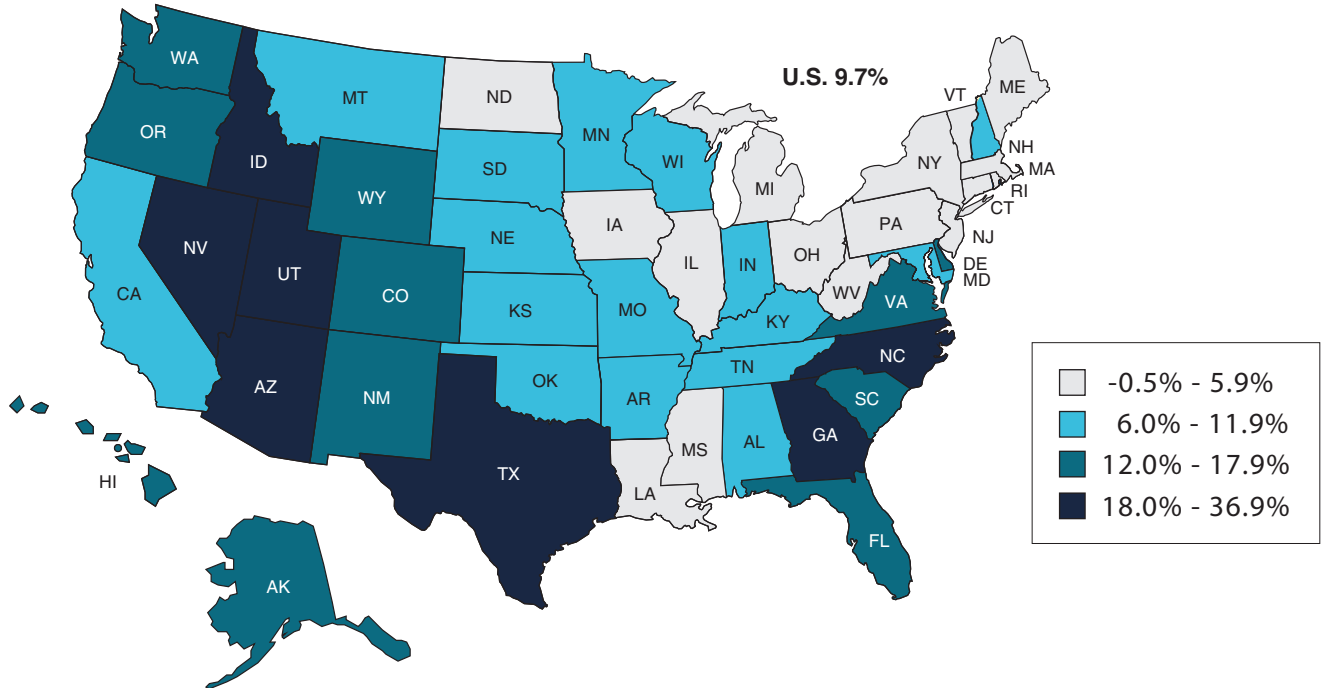 U.S. 9.7%
WA
MT
ND
MN
VT
ME
OR
ID
SD
WI
NY
NH
MA
WY
MI
RI
CT
NE
IA
PA
NJ
NV
UT
CO
IL
IN
OH
DE
MD
CA
KS
MO
WV
VA
KY
NC
AZ
NM
OK
AR
TN
SC
MS
AL
GA
HI
TX
LA
FL
AK
-0.5% - 5.9%
6.0% - 11.9%
12.0% - 17.9%
18.0% - 36.9%